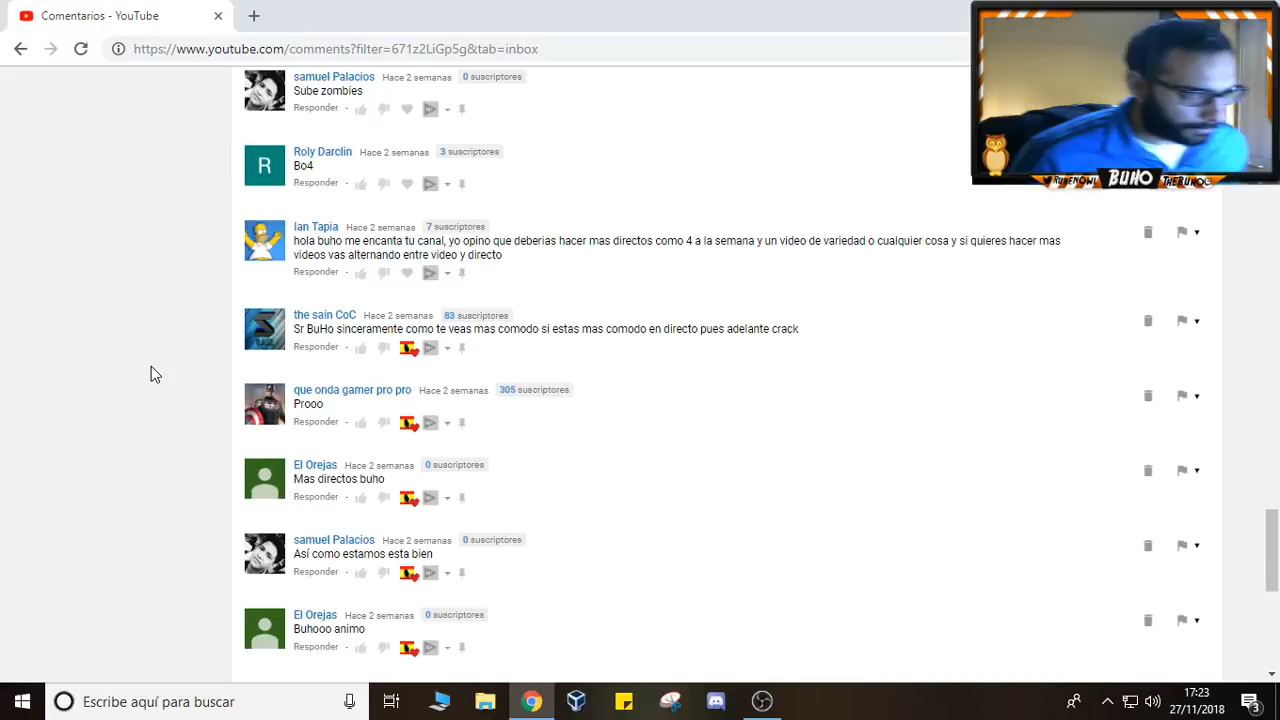 Comentarios - YouTube
https://www.youtube.com/comments?filter=671z2LiGp5g&tab=inbox
samuel Palacios Hace 2 semanas 0 suscriptores
Sube zombies
Responder
R
Roly Darclin Hace 2 semanas 3 suscriptores
Bo4
Responder
RUBENOWL BUHO
Ian Tapia Hace 2 semanas 7 suscriptores
hola buho me encanta tu canal, yo opino que deberias hacer mas directos como 4 a la semana y un video de variedad o cualquier cosa y si quieres hacer mas
videos vas alternando entre video y directo
Responder
the sain CoC Hace 2 semanas 83 suscriptores
Sr BuHo sinceramente como te veas mas comodo si estas mas comodo en directo pues adelante crack
Responder
que onda gamer pro pro Hace 2 semanas 305 suscriptores
Prooo
Responder
El Orejas Hace 2 semanas 0 suscriptores
Mas directos buho
Responder
samuel Palacios Hace 2 semanas 0 suscriptores
Así como estamos esta bien
Responder
El Orejas Hace 2 semanas 0 suscriptores
Buhooo animo
Responder
Escribe aquí para buscar
17:23
27/11/2018
3